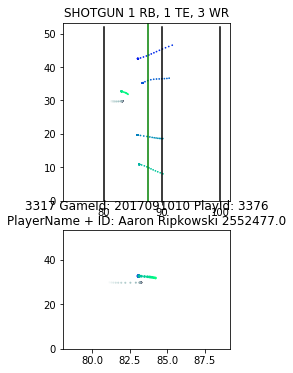 SHOTGUN 1 RB, 1 TE, 3 WR
50
40
30
20
10
0
80 90 100
3317 GameId: 2017091010 PlayId: 3376
PlayerName + ID: Aaron Ripkowski 2552477.0
40
20
0
80.0 82.5 85.0 87.5